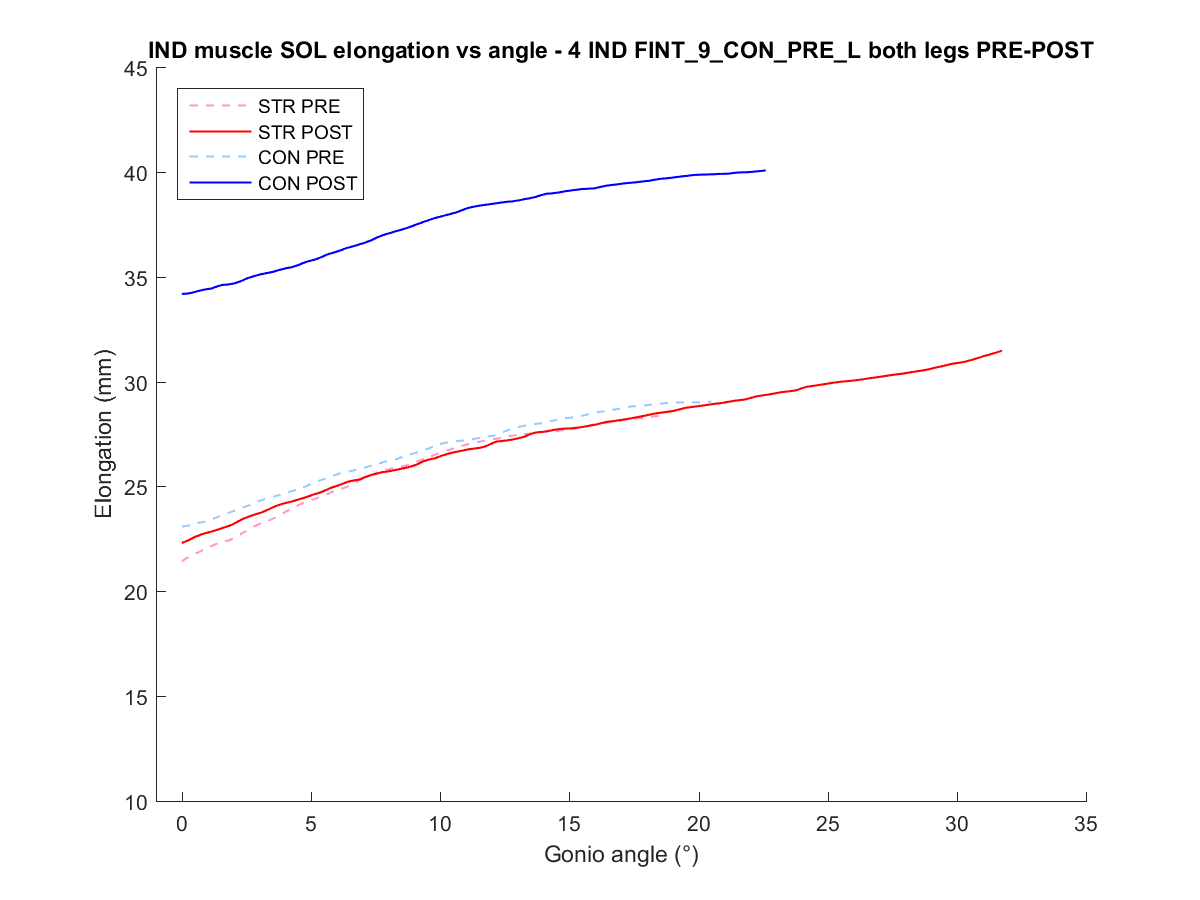 IND muscle SOL elongation vs angle - 4 IND FINT_9_CON_PRE_L both legs PRE-POST
45
40
35
30
25
20
15
10
STR PRE
STR POST
CON PRE
CON POST
Elongation (mm)
0 5 10 15 20 25 30 35
Gonio angle (°)